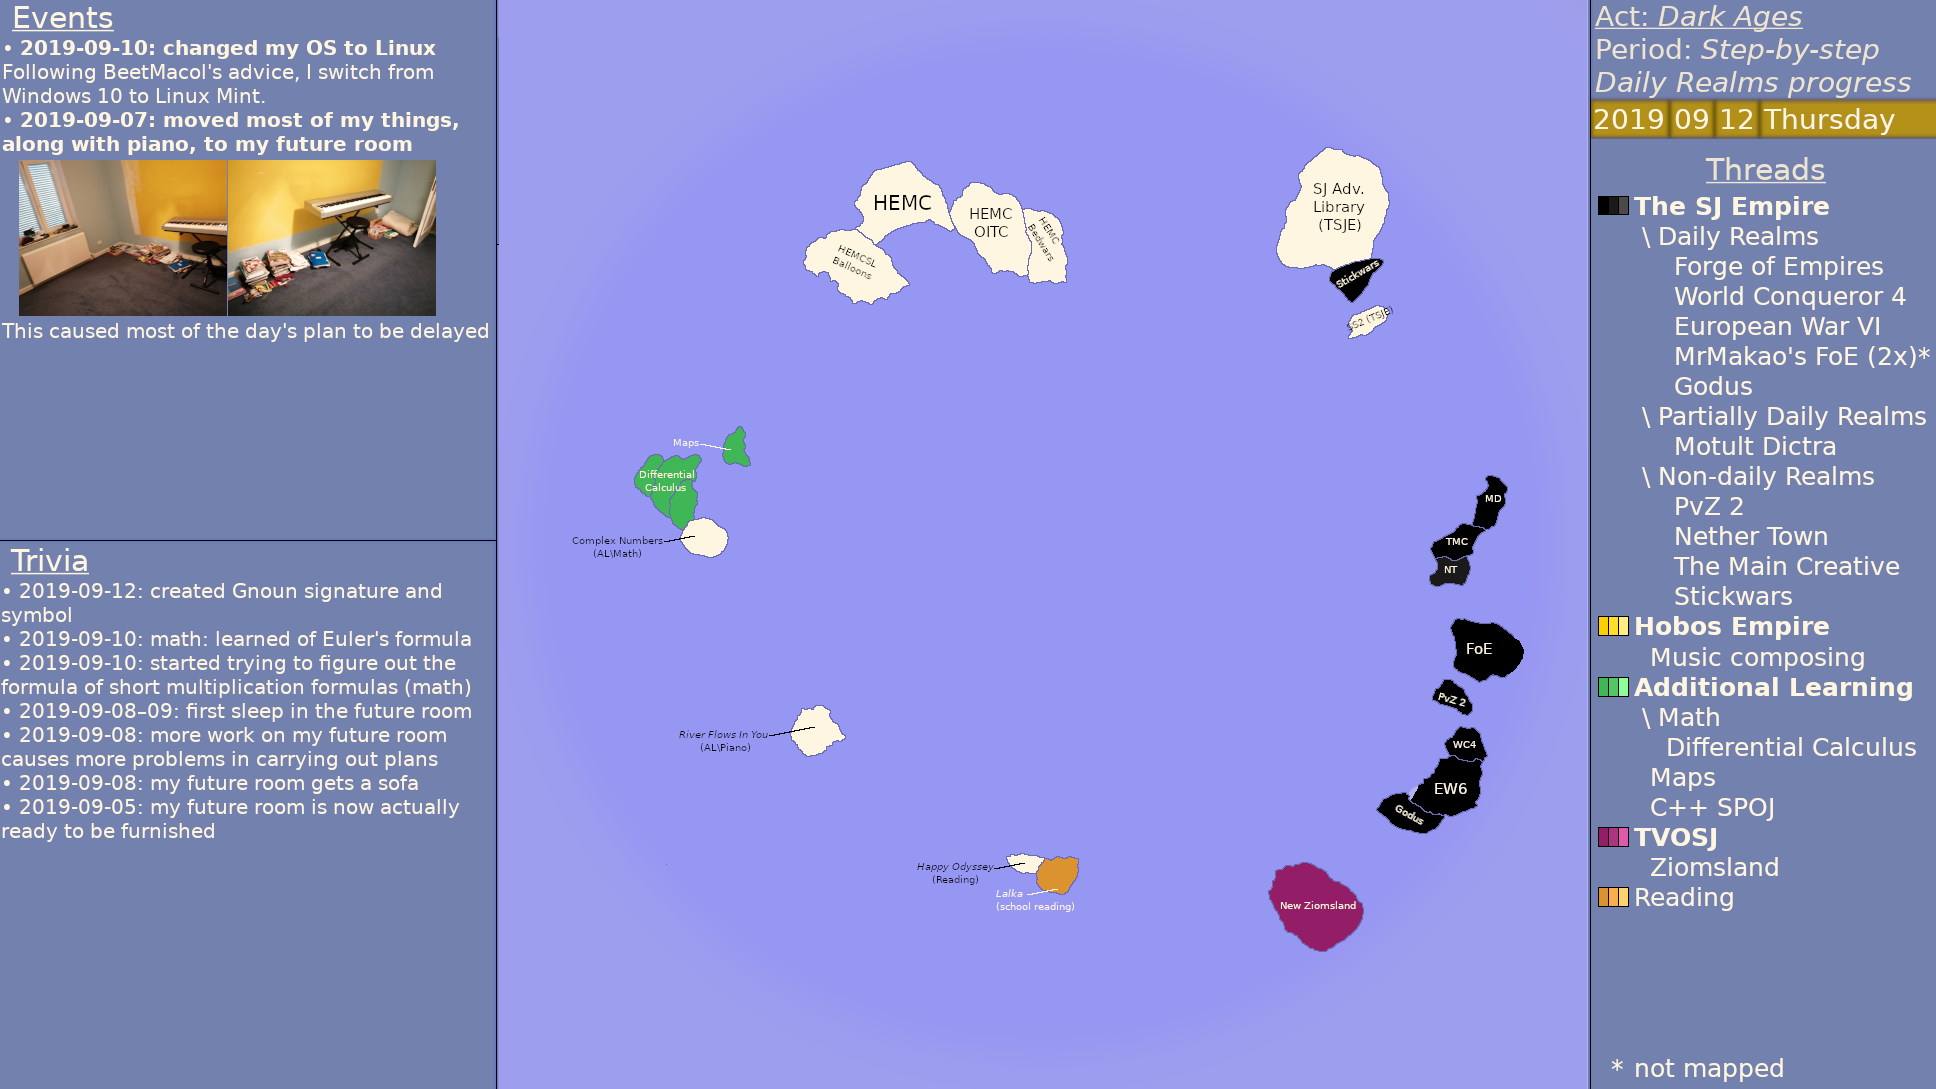 Events
• 2019-09-10: changed my OS to Linux
Following BeetMacol's advice, I switch from
Windows 10 to Linux Mint.
• 2019-09-07: moved most of my things,
along with piano, to my future room
This caused most of the day's plan to be delayed
Trivia
• 2019-09-12: created Gnoun signature and
symbol
• 2019-09-10: math: learned of Euler's formula
• 2019-09-10: started trying to figure out the
formula of short multiplication formulas (math)
• 2019-09-08–09: first sleep in the future room
• 2019-09-08: more work on my future room
causes more problems in carrying out plans
• 2019-09-08: my future room gets a sofa
• 2019-09-05: my future room is now actually
ready to be furnished
HEMC
HEMCSL
Balloons
HEMC
OITC
HEMC
Bedwars
SJ Adv.
Library
(TSJE)
Stickwars
SS2 (TSJE)
Maps
Differential
Calculus
Complex Numbers
(AL\Math)
MD
TMC
NT
FoE
PvZ 2
WC4
EW6
Godus
River Flows In You
(AL\Piano)
Happy Odyssey
(Reading)
Lalka
(school reading)
New Ziomsland
Act: Dark Ages
Period: Step-by-step
Daily Realms progress
2019 09 12 Thursday
Threads
The SJ Empire
\ Daily Realms
Forge of Empires
World Conqueror 4
European War VI
MrMakao's FoE (2x)*
Godus
\ Partially Daily Realms
Motult Dictra
\ Non-daily Realms
PvZ 2
Nether Town
The Main Creative
Stickwars
Hobos Empire
Music composing
Additional Learning
\ Math
Differential Calculus
Maps
C++ SPOJ
TVOSJ
Ziomsland
Reading
* not mapped